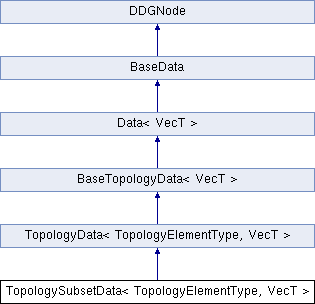 DDGNode
BaseData
Data< VecT >
BaseTopologyData< VecT >
TopologyData< TopologyElementType, VecT >
TopologySubsetData< TopologyElementType, VecT >